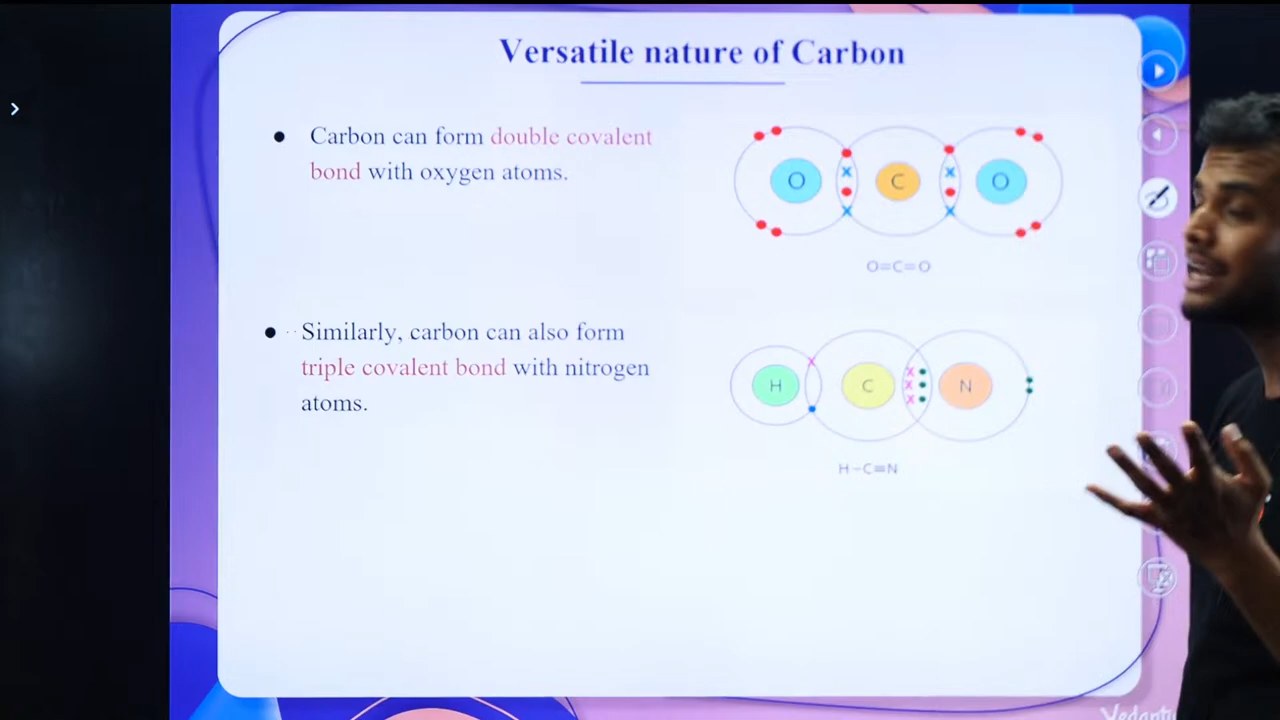 Versatile nature of Carbon
● Carbon can form double covalent
bond with oxygen atoms.
O C O
O=C=O
● Similarly, carbon can also form
triple covalent bond with nitrogen
atoms.
H C N
H-C≡N
Vedantu